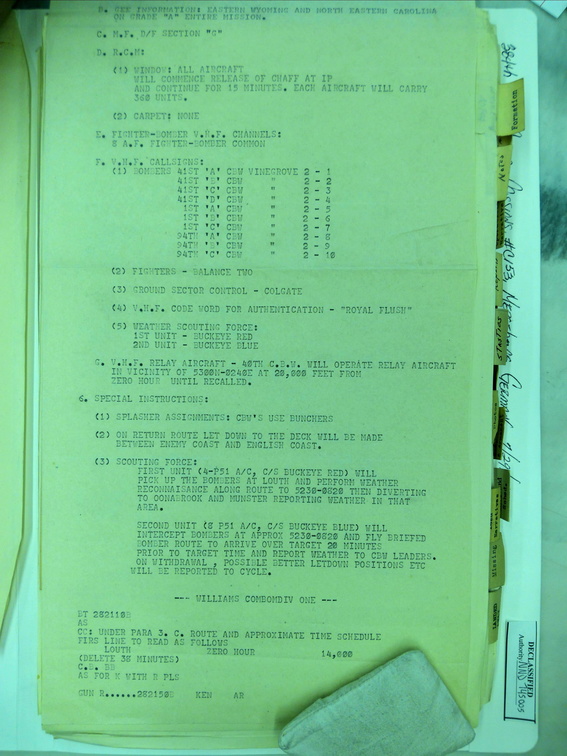 B. SEE INFORMATION: EASTERN WYOMING AND NORTH EASTERN CAROLINA
ON GRADE "A" ENTIRE MISSION.
C. M.F. D/F SECTION "G"
D. R.C.M:
(1) WINDOW: ALL AIRCRAFT
WILL COMMENCE RELEASE OF CHAFF AT IP
AND CONTINUE FOR 15 MINUTES. EACH AIRCRAFT WILL CARRY
360 UNITS.
(2) CARPET: NONE
E. FIGHTER-BOMBER V.H.F. CHANNELS:
8 A.F. FIGHTER-BOMBER COMMON
F. V.H.F. CALLSIGNS:
(1) BOMBERS 41ST 'A' CBW VINEGROVE 2 - 1
41ST 'B' CBW " 2 - 2
41ST 'C' CBW " 2 - 3
41ST 'D' CBW " 2 - 4
1ST 'A' CBW " 2 - 5
1ST 'B' CBW " 2 - 6
1ST 'C' CBW " 2 - 7
94TH 'A' CBW " 2 - 8
94TH 'B' CBW " 2 - 9
94TH 'C' CBW " 2 - 10
(2) FIGHTERS - BALANCE TWO
(3) GROUND SECTOR CONTROL - COLGATE
(4) V.H.F. CODE WORD FOR AUTHENTICATION - "ROYAL FLUSH"
(5) WEATHER SCOUTING FORCE:
1ST UNIT - BUCKEYE RED
2ND UNIT - BUCKEYE BLUE
G. V.H.F. RELAY AIRCRAFT - 40TH C.B.W. WILL OPERATE RELAY AIRCRAFT
IN VICINITY OF 5300N-0240E AT 20,000 FEET FROM
ZERO HOUR UNTIL RECALLED.
6. SPECIAL INSTRUCTIONS:
(1) SPLASHER ASSIGNMENTS: CBW'S USE BUNCHERS
(2) ON RETURN ROUTE LET DOWN TO THE DECK WILL BE MADE
BETWEEN ENEMY COAST AND ENGLISH COAST.
(3) SCOUTING FORCE:
FIRST UNIT (4-P51 A/C, C/S BUCKEYE RED) WILL
PICK UP THE BOMBERS AT LOUTH AND PERFORM WEATHER
RECONNAISANCE ALONG ROUTE TO 5230-0820 THEN DIVERTING
TO OONABROOK AND MUNSTER REPORTING WEATHER IN THAT
AREA.
SECOND UNIT (8 P51 A/C, C/S BUCKEYE BLUE) WILL
INTERCEPT BOMBERS AT APPROX 5230-0820 AND FLY BRIEFED
BOMBER ROUTE TO ARRIVE OVER TARGET 20 MINUTES
PRIOR TO TARGET TIME AND REPORT WEATHER TO CBW LEADERS.
ON WITHDRAWAL , POSSIBLE BETTER LETDOWN POSITIONS ETC
WILL BE REPORTED TO CYCLE.
--- WILLIAMS COMBOMDIV ONE ---
BT 282110B
AS
CC: UNDER PARA 3. C. ROUTE AND APPROXIMATE TIME SCHEDULE
FIRS LINE TO READ AS FOLLOWS
LOUTH ZERO HOUR 14,000
(DELETE 38 MINUTES)
C.D. BN
AS FOR K WITH R PLS
GUN R......282150B KEN AR
Formation
DECLASSIFIED
Authority NND 745005